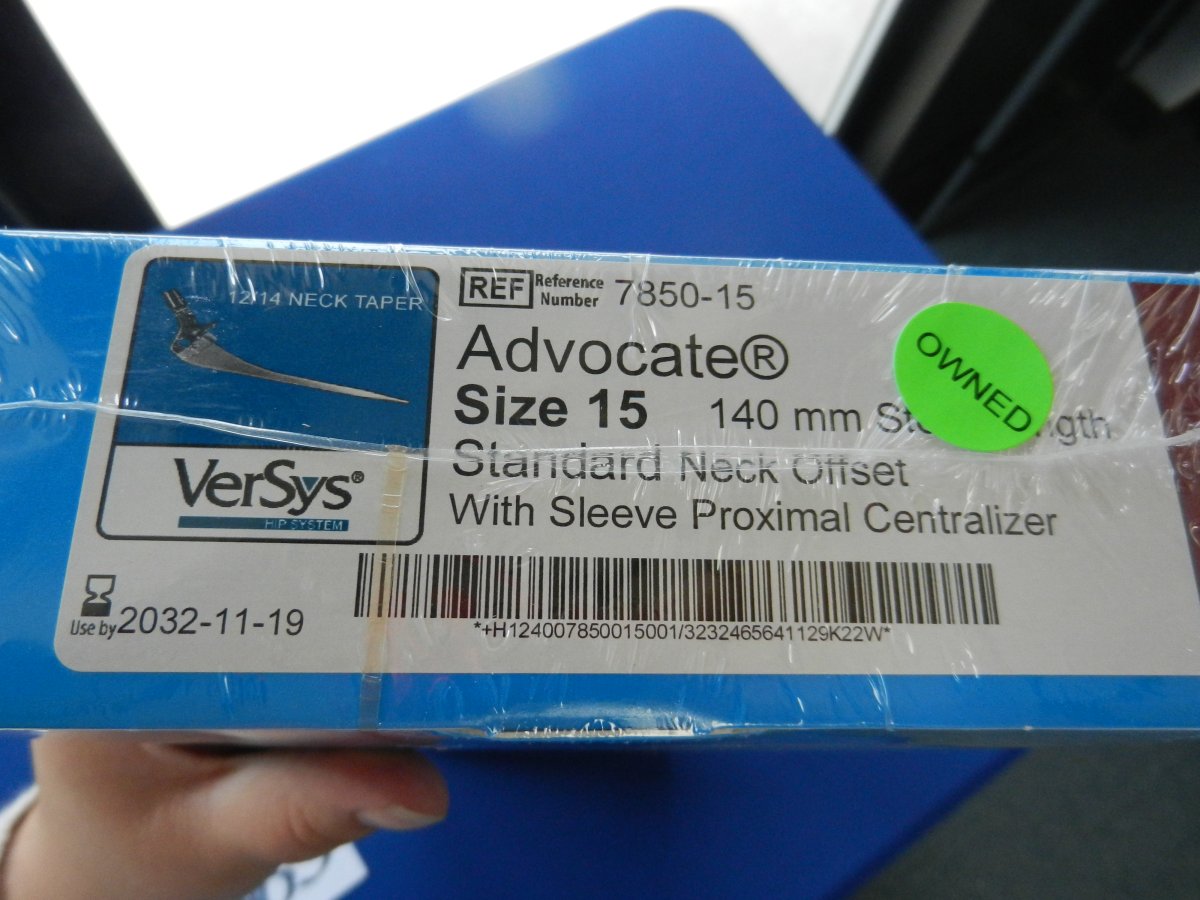 12/14 NECK TAPER
VerSys®
HIP SYSTEM
REF Reference Number 7850-15
Advocate®
Size 15 140 mm
OWNED
Standard Neck Offset
With Sleeve Proximal Centralizer
Use by 2032-11-19
*+H124007850015001/3232465641129K22W*